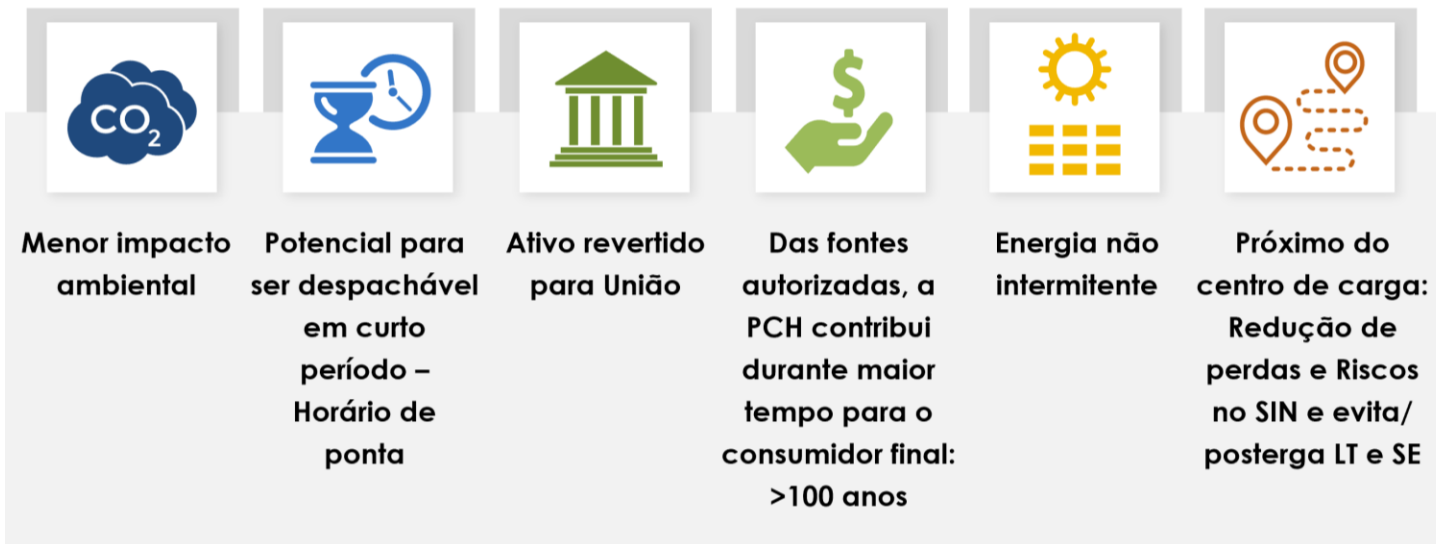 CO2
$
Menor impacto
ambiental
Potencial para
ser despachável
em curto
período –
Horário de
ponta
Ativo revertido
para União
Das fontes
autorizadas, a
PCH contribui
durante maior
tempo para o
consumidor final:
>100 anos
Energia não
intermitente
Próximo do
centro de carga:
Redução de
perdas e Riscos
no SIN e evita/
posterga LT e SE